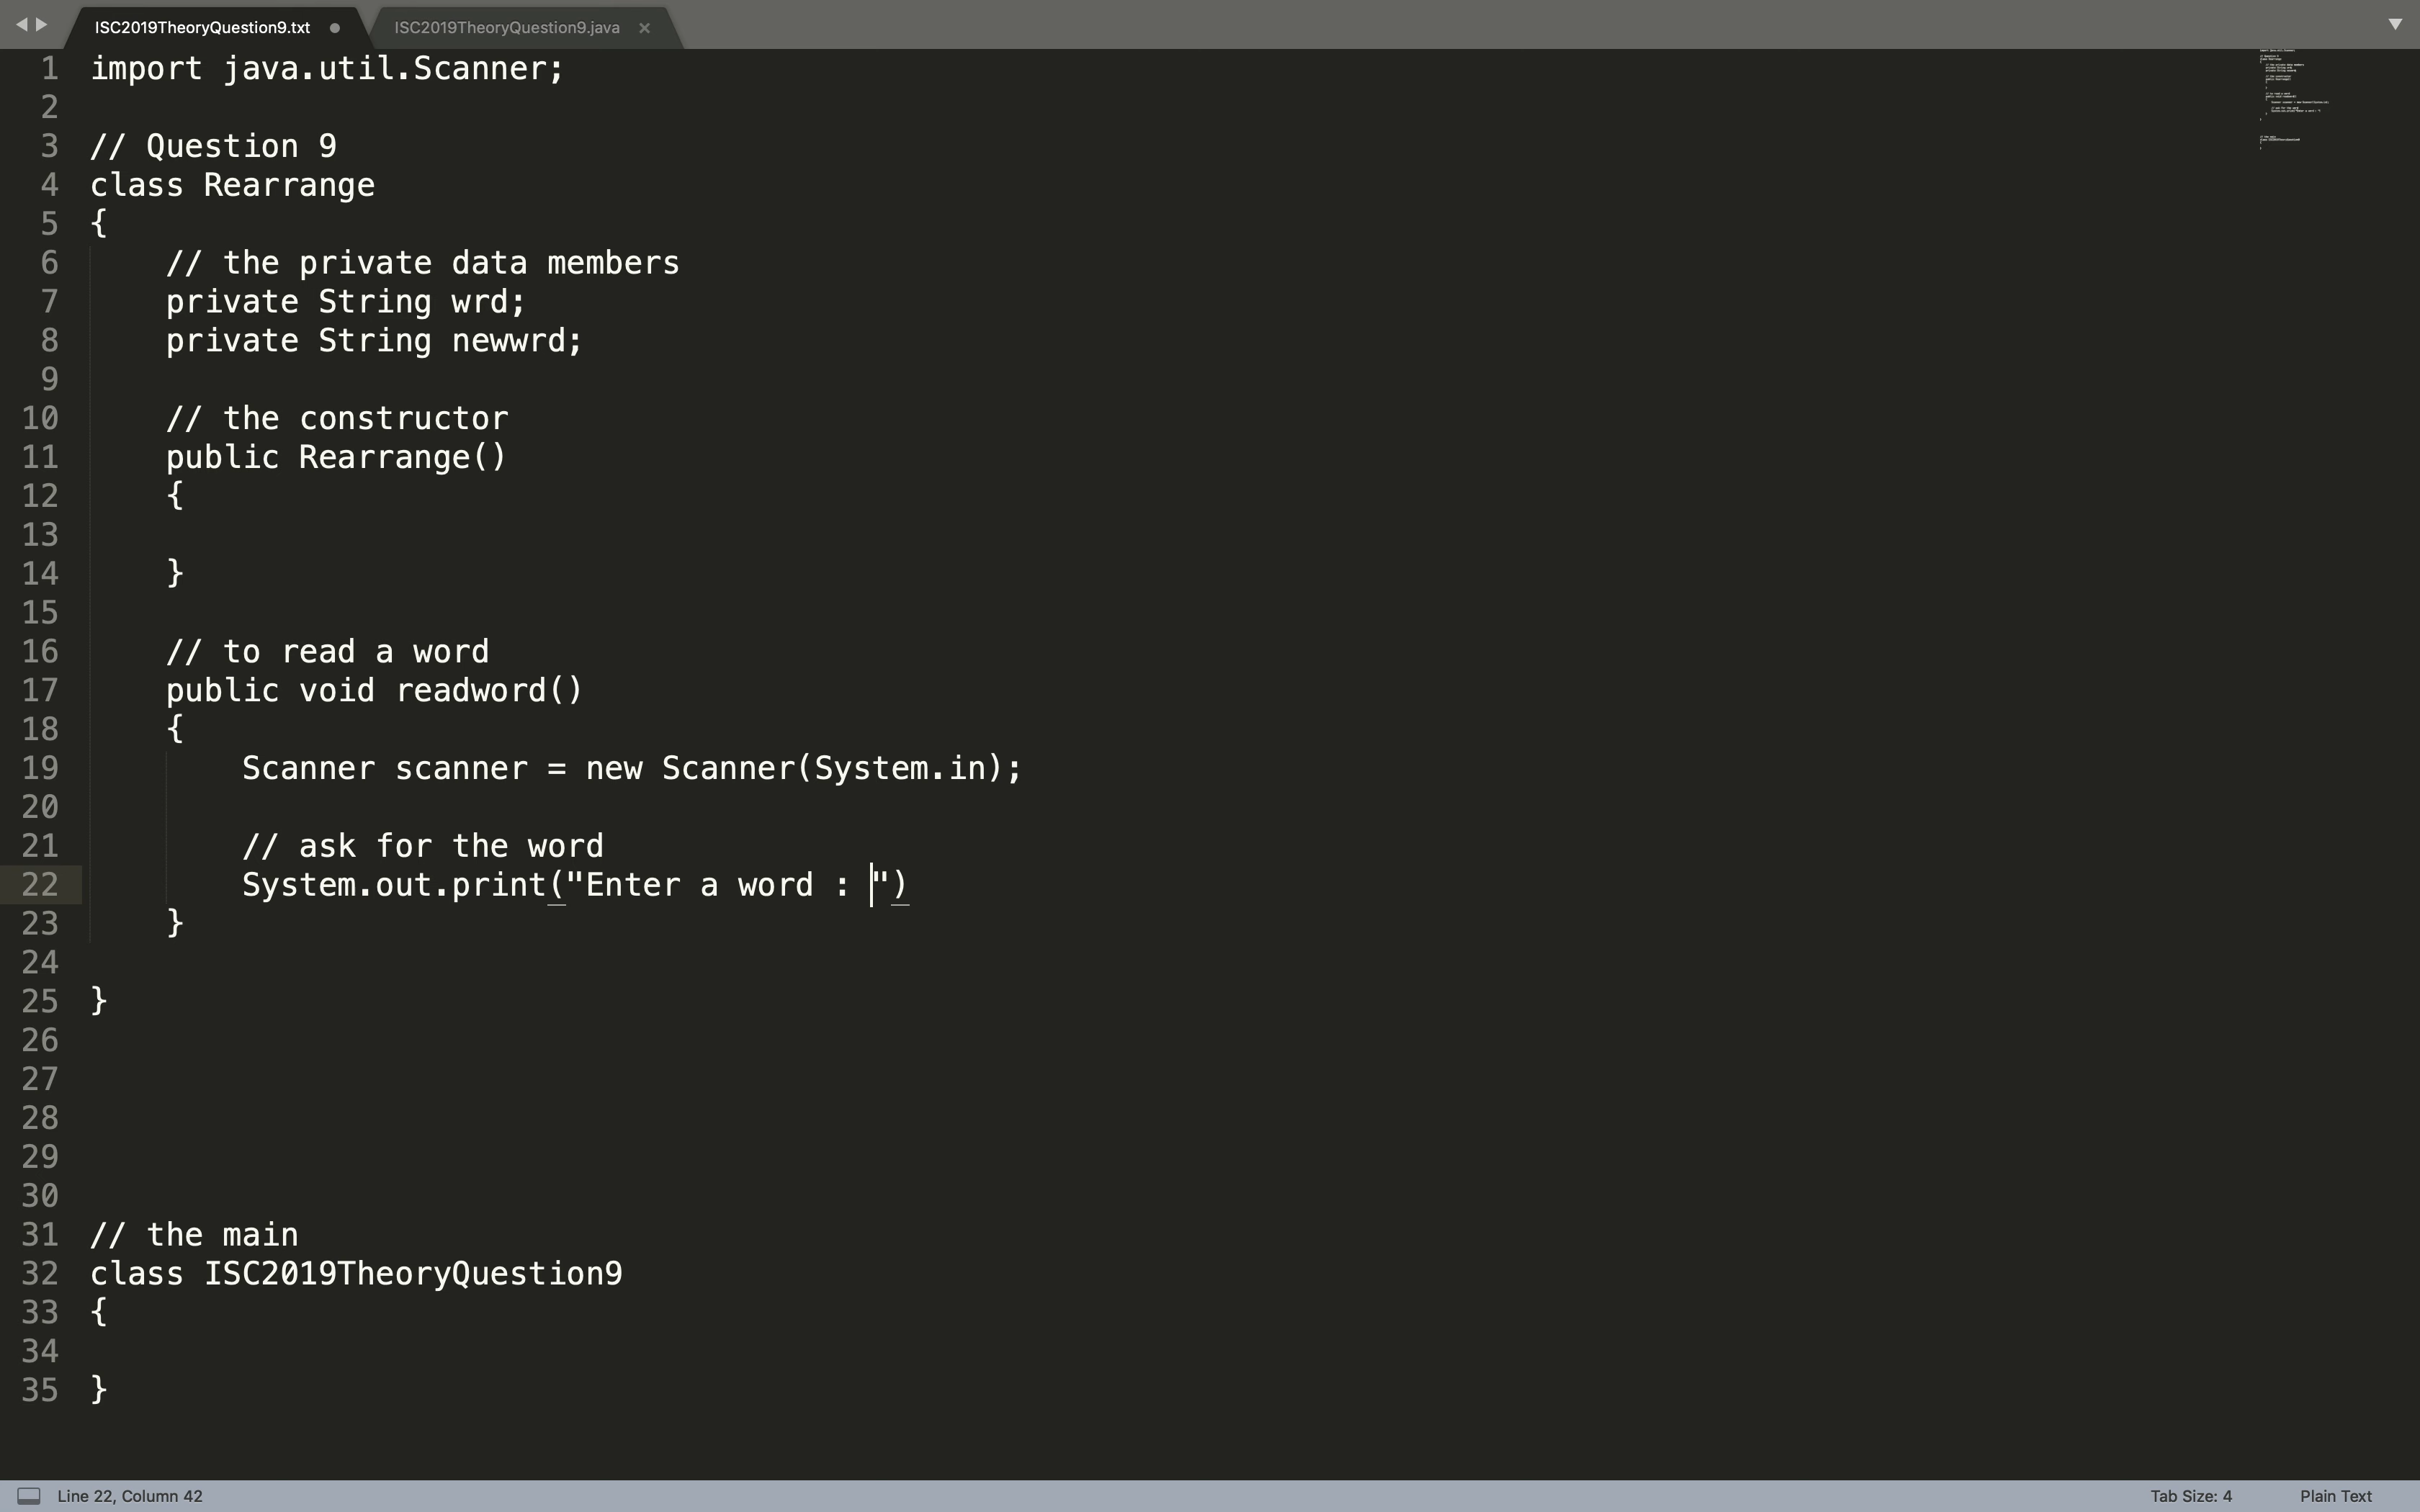 ISC2019TheoryQuestion9.txt ISC2019TheoryQuestion9.java
1 import java.util.Scanner;
2
3 // Question 9
4 class Rearrange
5 {
6 // the private data members
7 private String wrd;
8 private String newwrd;
9
10 // the constructor
11 public Rearrange()
12 {
13
14 }
15
16 // to read a word
17 public void readword()
18 {
19 Scanner scanner = new Scanner(System.in);
20
21 // ask for the word
22 System.out.print("Enter a word : ")
23 }
24
25 }
26
27
28
29
30
31 // the main
32 class ISC2019TheoryQuestion9
33 {
34
35 }
Line 22, Column 42 Tab Size: 4 Plain Text